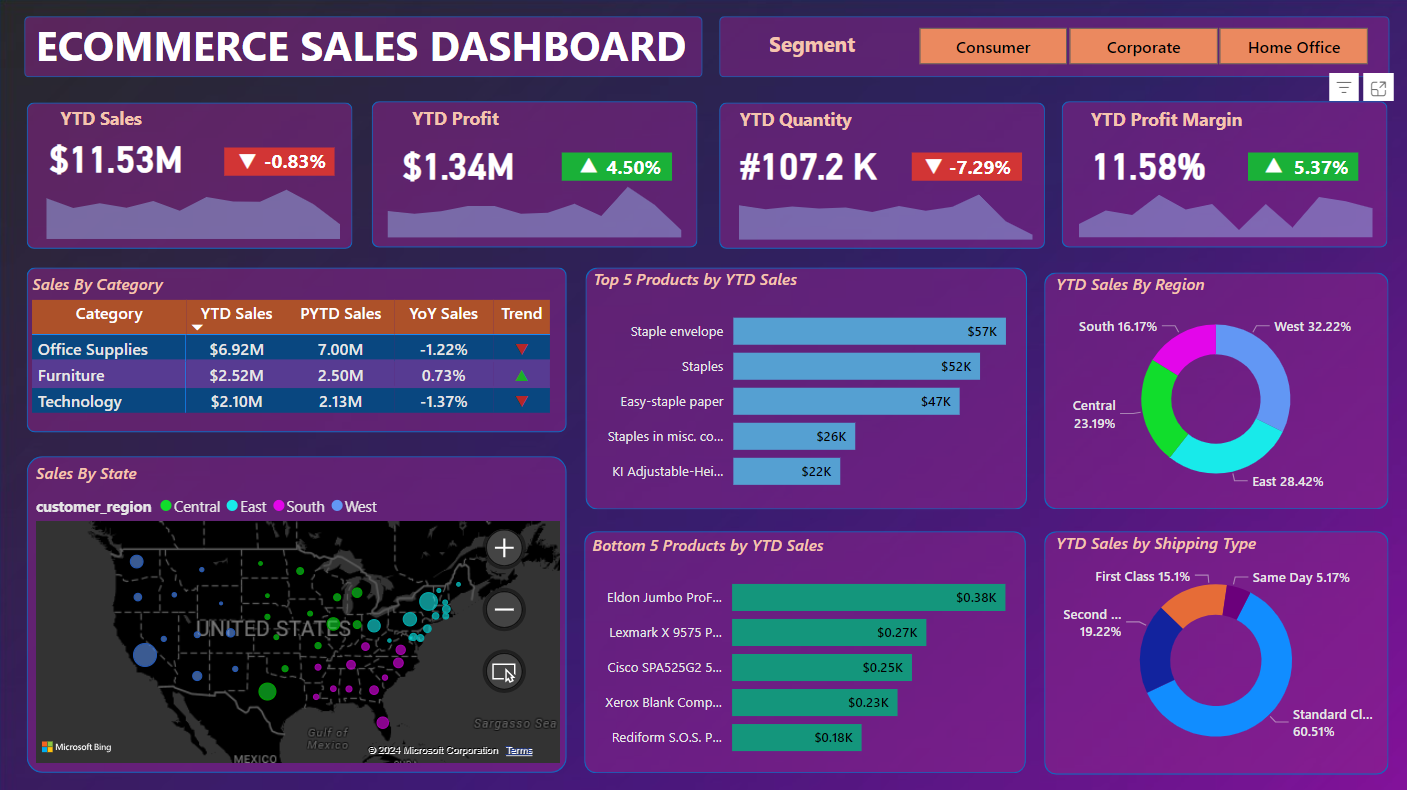 ECOMMERCE SALES DASHBOARD
Segment
Consumer
Corporate
Home Office
YTD Sales
$11.53M
▼ -0.83%
YTD Profit
$1.34M
▲ 4.50%
YTD Quantity
#107.2 K
▼ -7.29%
YTD Profit Margin
11.58%
▲ 5.37%
Sales By Category
Category YTD Sales PYTD Sales YoY Sales Trend
Office Supplies $6.92M 7.00M -1.22% ▼
Furniture $2.52M 2.50M 0.73% ▲
Technology $2.10M 2.13M -1.37% ▼
Top 5 Products by YTD Sales
Staple envelope $57K
Staples $52K
Easy-staple paper $47K
Staples in misc. co... $26K
KI Adjustable-Hei... $22K
YTD Sales By Region
South 16.17%
West 32.22%
Central
23.19%
East 28.42%
Sales By State
customer_region Central East South West
UNITED STATES
Gulf of
Mexico
Sargasso Sea
MEXICO
Microsoft Bing
© 2024 Microsoft Corporation Terms
Bottom 5 Products by YTD Sales
Eldon Jumbo ProF... $0.38K
Lexmark X 9575 P... $0.27K
Cisco SPA525G2 5... $0.25K
Xerox Blank Comp... $0.23K
Rediform S.O.S. P... $0.18K
YTD Sales by Shipping Type
First Class 15.1%
Same Day 5.17%
Second ...
19.22%
Standard Cl...
60.51%